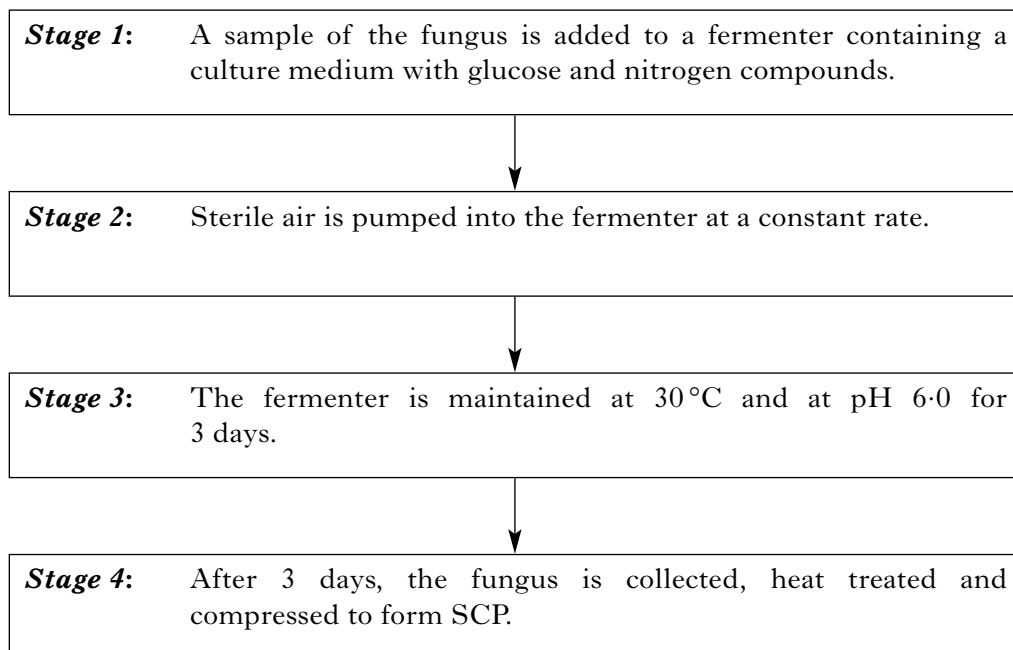 Stage 1: A sample of the fungus is added to a fermenter containing a
culture medium with glucose and nitrogen compounds.
Stage 2: Sterile air is pumped into the fermenter at a constant rate.
Stage 3: The fermenter is maintained at 30 °C and at pH 6·0 for
3 days.
Stage 4: After 3 days, the fungus is collected, heat treated and
compressed to form SCP.